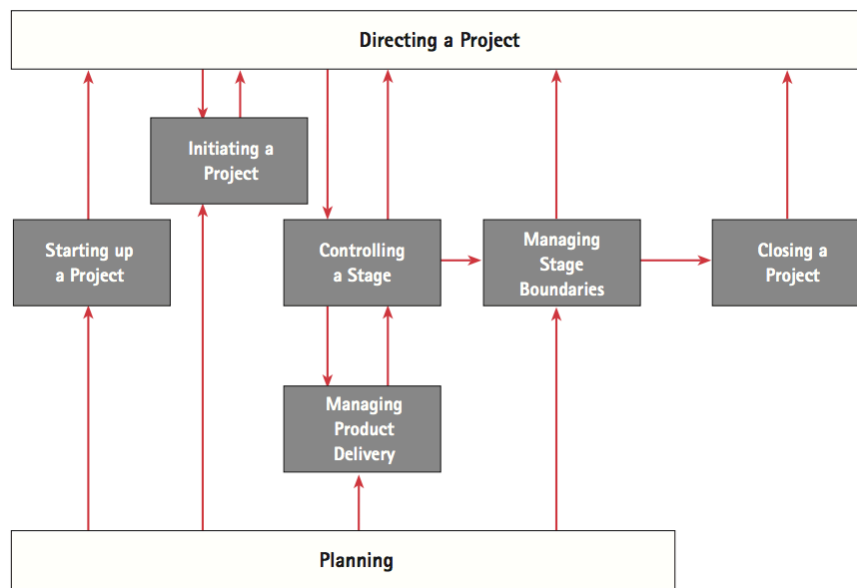 Directing a Project
Initiating a
Project
Starting up
a Project
Controlling
a Stage
Managing
Stage
Boundaries
Closing a
Project
Managing
Product
Delivery
Planning